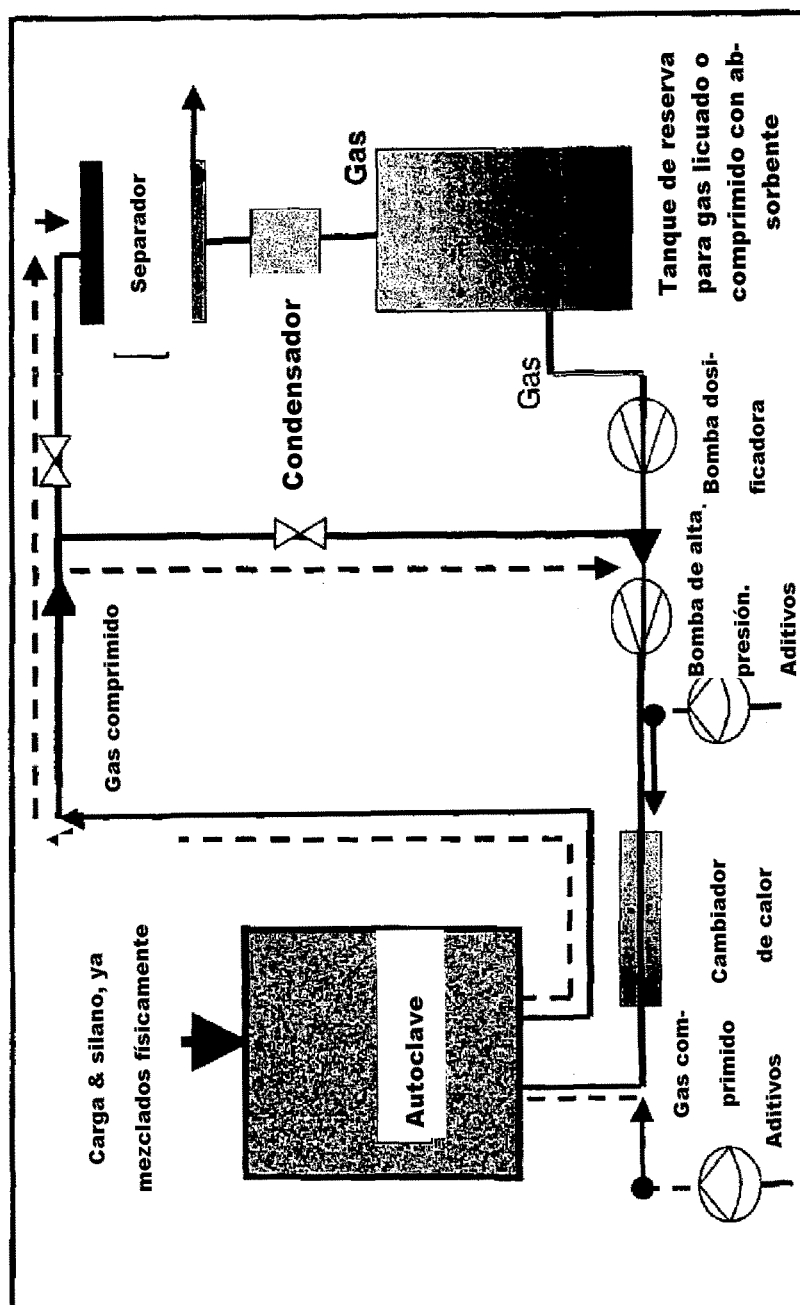 Carga & silano, ya
mezclados físicamente
Autoclave
Gas comprimido
Separador
Condensador
Gas
Gas
Tanque de reserva
para gas licuado o
comprimido con ab-
sorbente
Bomba dosi-
ficadora
Bomba de alta.
presión.
Aditivos
Cambiador
de calor
Gas com-
primido
Aditivos